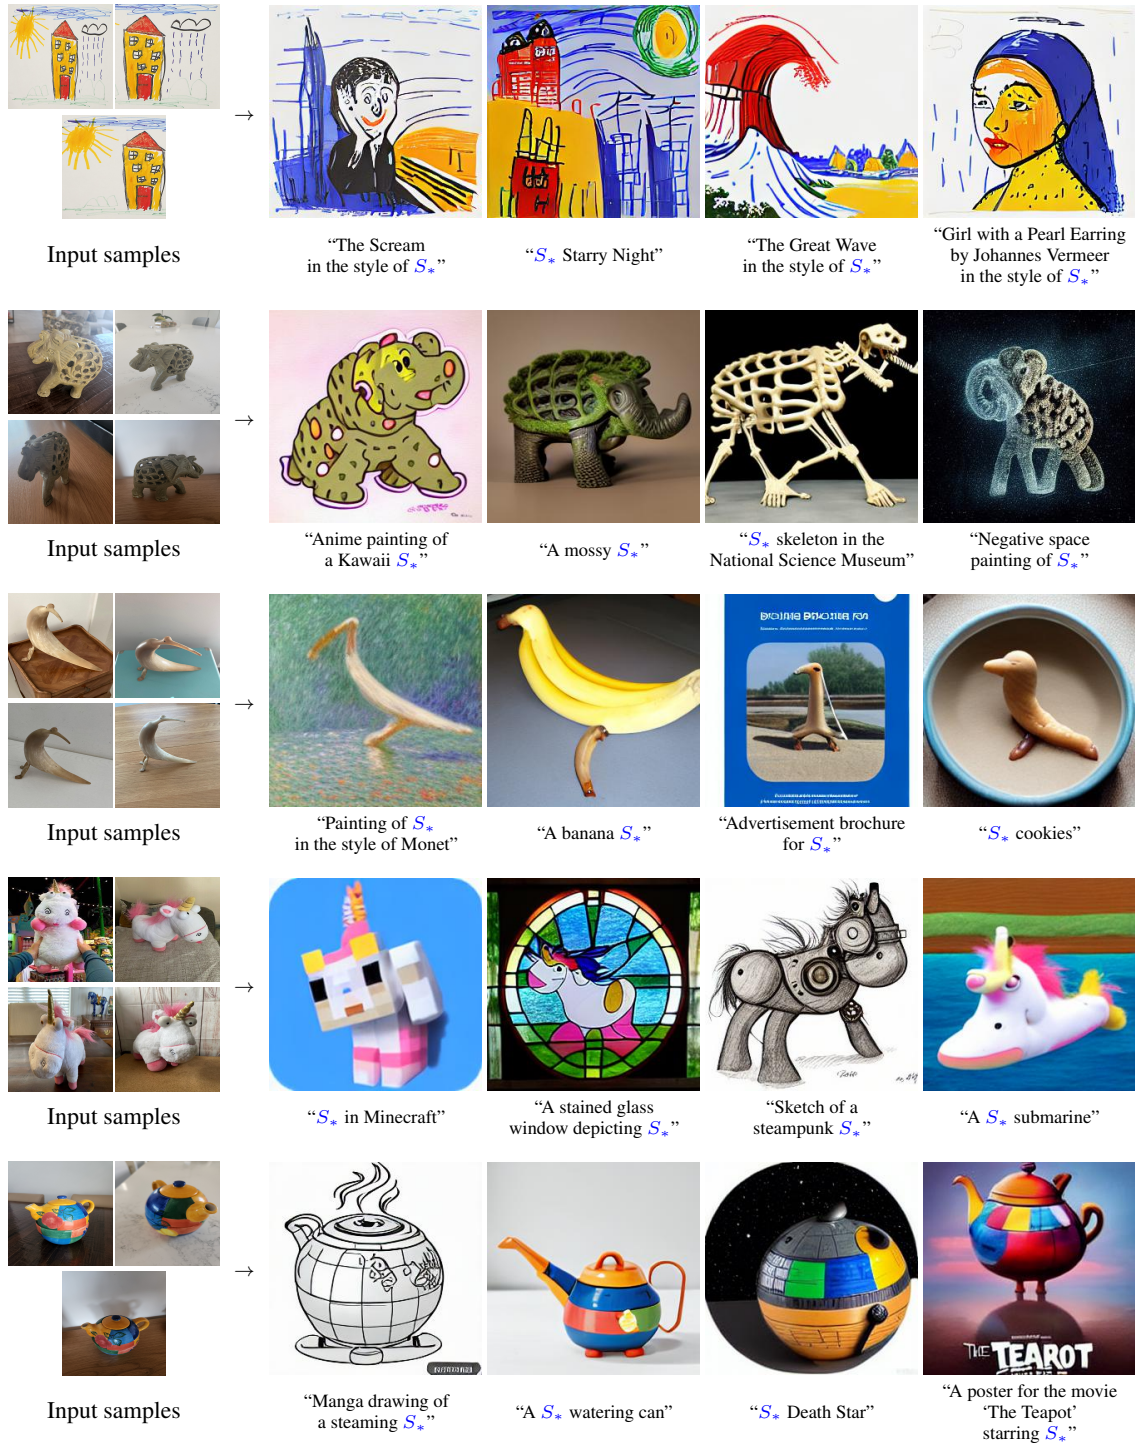 Input samples
“The Scream
in the style of S*”
“S* Starry Night”
“The Great Wave
in the style of S*”
“Girl with a Pearl Earring
by Johannes Vermeer
in the style of S*”
Input samples
“Anime painting of
a Kawaii S*”
“A mossy S*”
“S* skeleton in the
National Science Museum”
“Negative space
painting of S*”
Input samples
“Painting of S*
in the style of Monet”
“A banana S*”
“Advertisement brochure
for S*”
“S* cookies”
Input samples
“S* in Minecraft”
“A stained glass
window depicting S*”
“Sketch of a
steampunk S*”
“A S* submarine”
THE TEAROT
Input samples
“Manga drawing of
a steaming S*”
“A S* watering can”
“S* Death Star”
“A poster for the movie
‘The Teapot’
starring S*”